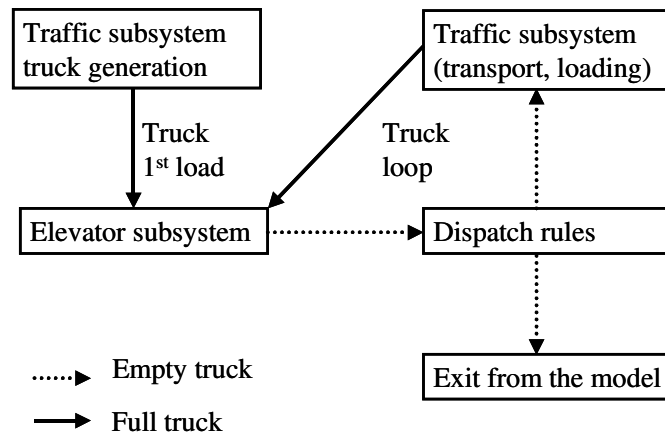 Traffic subsystem
truck generation
Traffic subsystem
(transport, loading)
Truck
1st load
Truck
loop
Elevator subsystem
Dispatch rules
Empty truck
Exit from the model
Full truck